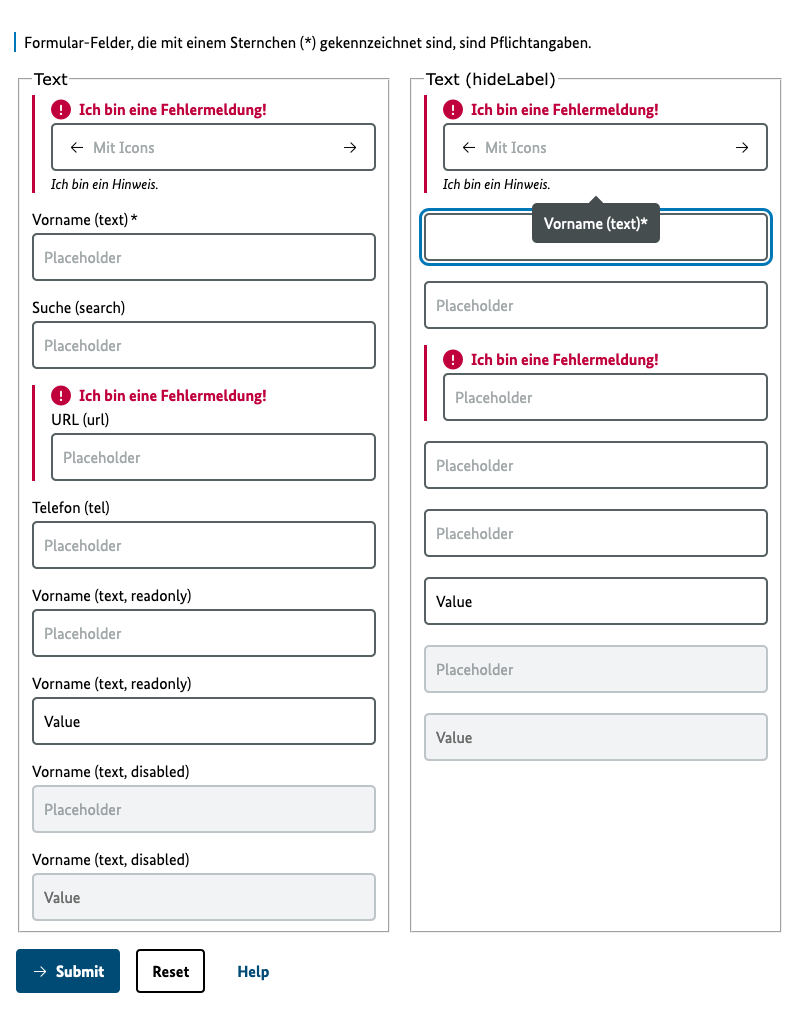 Formular-Felder, die mit einem Sternchen (*) gekennzeichnet sind, sind Pflichtangaben.
Text
Ich bin eine Fehlermeldung!
Mit Icons
Ich bin ein Hinweis.
Vorname (text)*
Placeholder
Suche (search)
Placeholder
Ich bin eine Fehlermeldung!
URL (url)
Placeholder
Telefon (tel)
Placeholder
Vorname (text, readonly)
Placeholder
Vorname (text, readonly)
Value
Vorname (text, disabled)
Placeholder
Vorname (text, disabled)
Value
Text (hideLabel)
Ich bin eine Fehlermeldung!
Mit Icons
Ich bin ein Hinweis.
Vorname (text)*
Placeholder
Ich bin eine Fehlermeldung!
Placeholder
Placeholder
Placeholder
Value
Placeholder
Value
Submit
Reset
Help